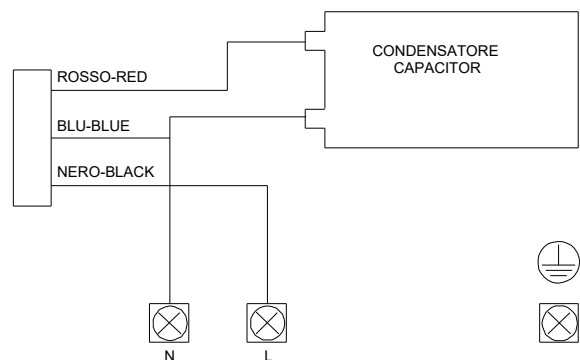 CONDENSATORE
CAPACITOR
ROSSO-RED
BLU-BLUE
NERO-BLACK
N
L